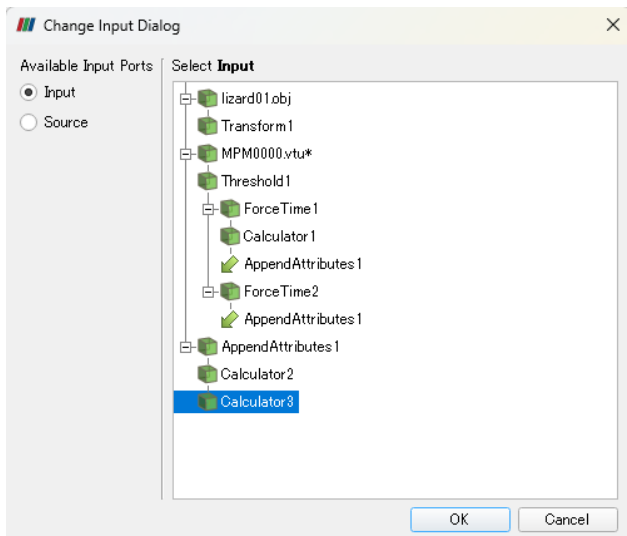 Change Input Dialog
Available Input Ports
Input
Source
Select Input
lizard01.obj
Transform1
MPM0000.vtu*
Threshold1
ForceTime1
Calculator1
AppendAttributes1
ForceTime2
AppendAttributes1
AppendAttributes1
Calculator2
Calculator3
OK
Cancel